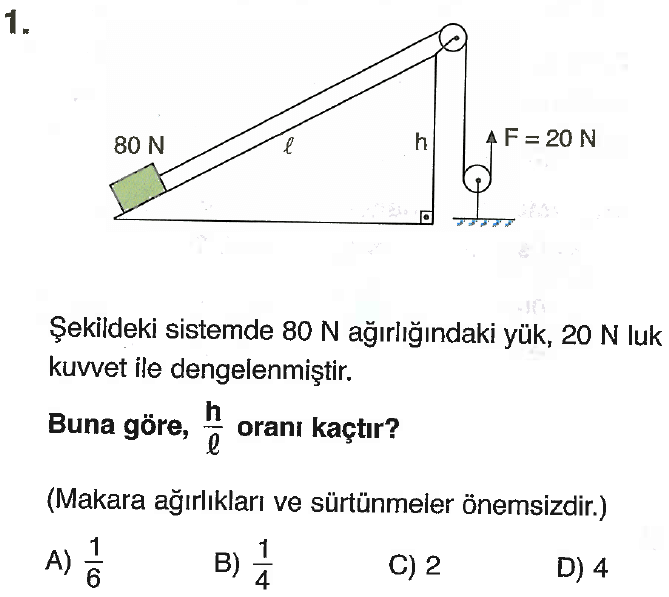 1.
80 N
ℓ
h
F = 20 N
Şekildeki sistemde 80 N ağırlığındaki yük, 20 N luk
kuvvet ile dengelenmiştir.
Buna göre, h/ℓ oranı kaçtır?
(Makara ağırlıkları ve sürtünmeler önemsizdir.)
A) 1/6 B) 1/4 C) 2 D) 4